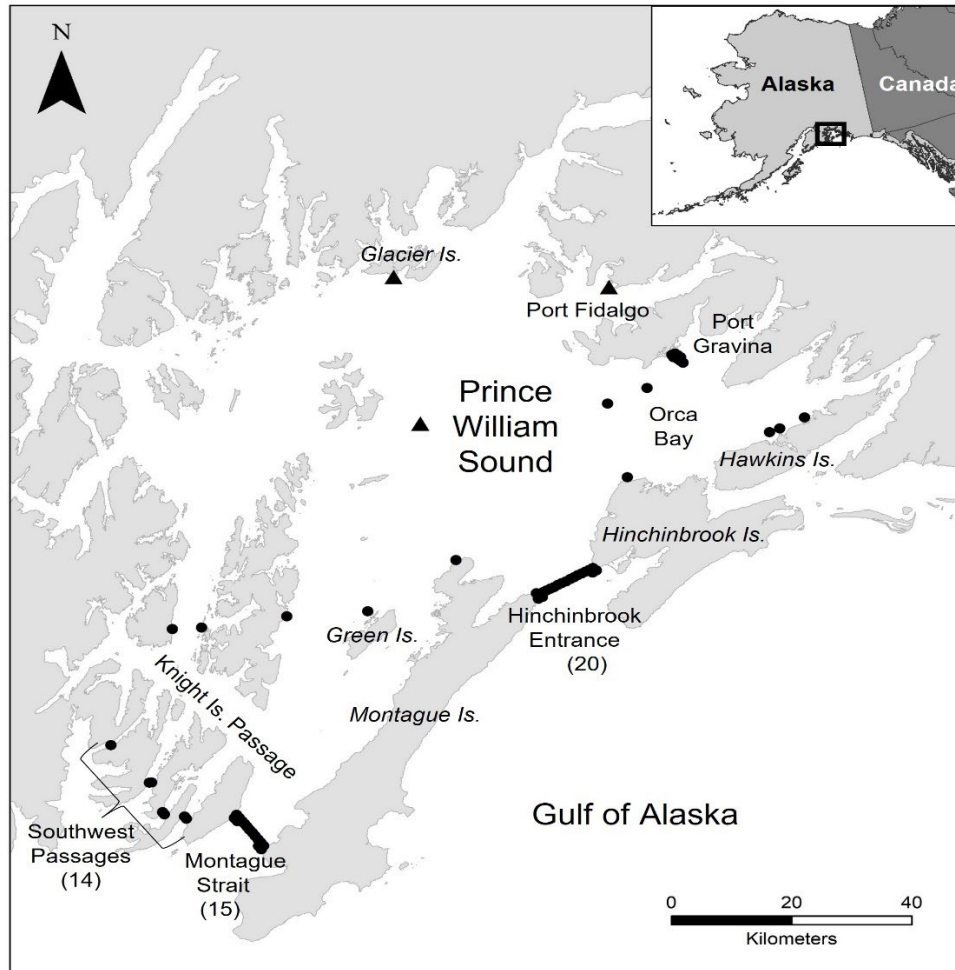 N
Alaska
Canada
Glacier Is.
Port Fidalgo
Port
Gravina
Prince
William
Sound
Orca
Bay
Hawkins Is.
Hinchinbrook Is.
Hinchinbrook
Entrance
(20)
Green Is.
Knight Is. Passage
Montague Is.
Gulf of Alaska
Southwest
Passages
(14)
Montague
Strait
(15)
0 20 40
Kilometers